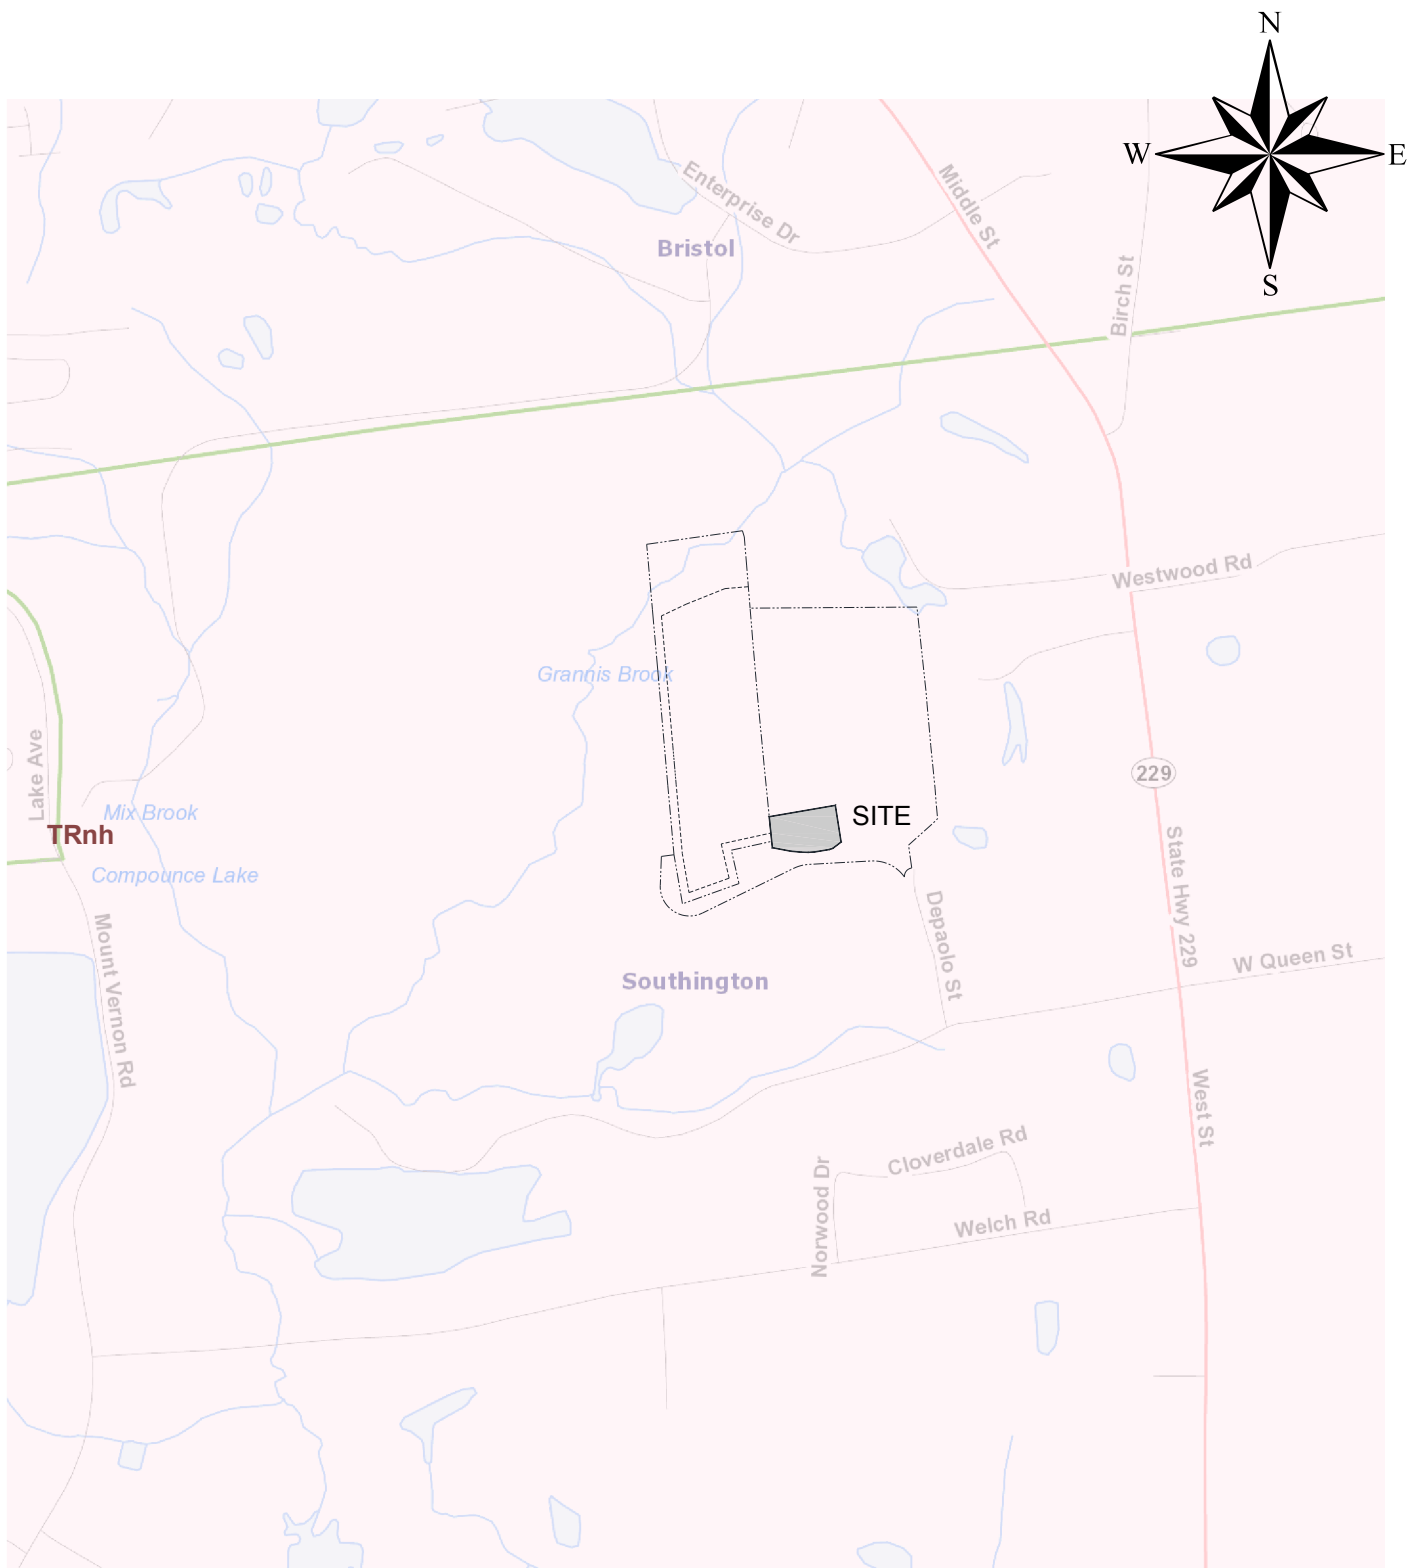 N
W
E
S
Enterprise Dr
Middle St
Bristol
Birch St
Westwood Rd
Grannis Brook
Lake Ave
229
Mix Brook
SITE
TRnh
State Hwy 229
Compounce Lake
Depaolo St
Mount Vernon Rd
W Queen St
Southington
West St
Cloverdale Rd
Norwood Dr
Welch Rd